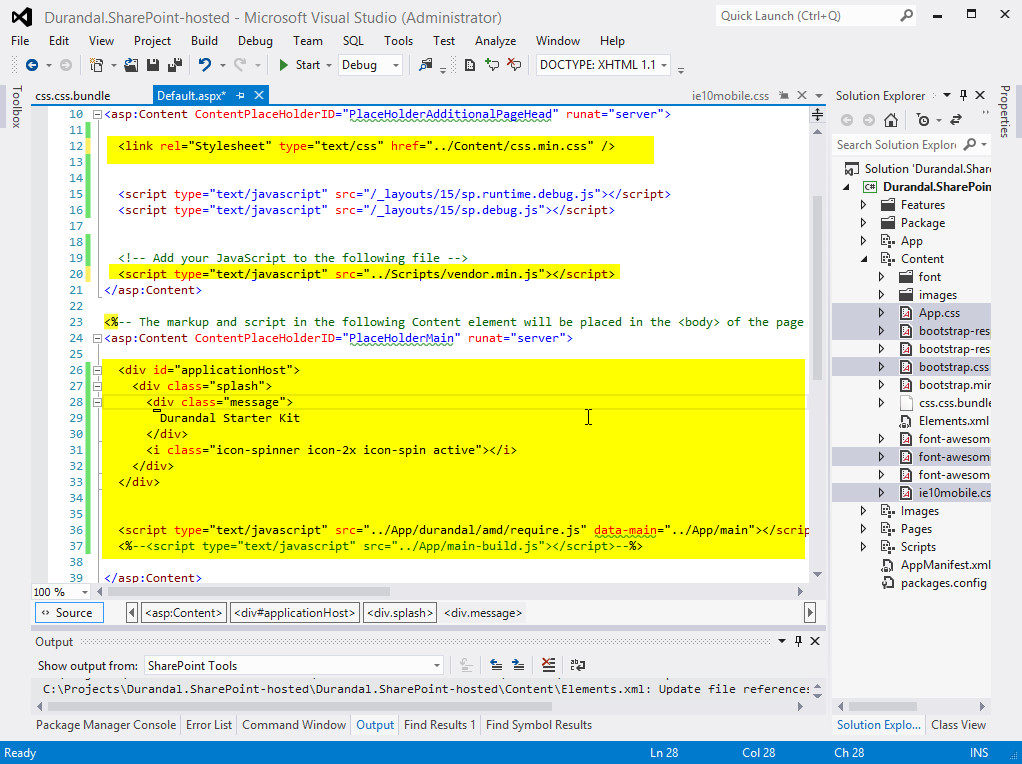 Durandal.SharePoint-hosted - Microsoft Visual Studio (Administrator)
Quick Launch (Ctrl+Q)
File Edit View Project Build Debug Team SQL Tools Test Analyze Window Help
Start Debug DOCTYPE: XHTML 1.1
Toolbox
css.css.bundle Default.aspx* ie10mobile.css
10 <asp:Content ContentPlaceHolderID="PlaceHolderAdditionalPageHead" runat="server">
11
12 <link rel="Stylesheet" type="text/css" href="../Content/css.min.css" />
13
14
15 <script type="text/javascript" src="/_layouts/15/sp.runtime.debug.js"></script>
16 <script type="text/javascript" src="/_layouts/15/sp.debug.js"></script>
17
18
19 <!-- Add your JavaScript to the following file -->
20 <script type="text/javascript" src="../Scripts/vendor.min.js"></script>
21 </asp:Content>
22
23 <%-- The markup and script in the following Content element will be placed in the <body> of the page
24 <asp:Content ContentPlaceHolderID="PlaceHolderMain" runat="server">
25
26 <div id="applicationHost">
27 <div class="splash">
28 <div class="message">
29 Durandal Starter Kit
30 </div>
31 <i class="icon-spinner icon-2x icon-spin active"></i>
32 </div>
33 </div>
34
35
36 <script type="text/javascript" src="../App/durandal/amd/require.js" data-main="../App/main"></scrip
37 <%--<script type="text/javascript" src="../App/main-build.js"></script>--%>
38
39 </asp:Content>
100 %
Source <asp:Content> <div#applicationHost> <div.splash> <div.message>
Output
Show output from: SharePoint Tools
C:\Projects\Durandal.SharePoint-hosted\Durandal.SharePoint-hosted\Content\Elements.xml: Update file references
Package Manager Console Error List Command Window Output Find Results 1 Find Symbol Results
Solution Explorer
Search Solution Explor
Solution 'Durandal.Shar
Durandal.SharePoin
Features
Package
App
Content
font
images
App.css
bootstrap-res
bootstrap-res
bootstrap.css
bootstrap.mir
css.css.bundle
Elements.xml
font-awesom
font-awesom
font-awesom
ie10mobile.cs
Images
Pages
Scripts
AppManifest.xml
packages.config
Solution Explo... Class View
Properties
Ready Ln 28 Col 28 Ch 28 INS